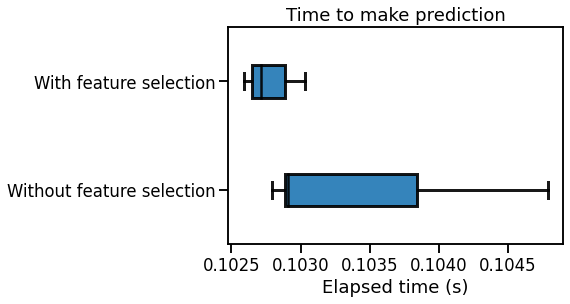 Time to make prediction
With feature selection
Without feature selection
0.1025 0.1030 0.1035 0.1040 0.1045
Elapsed time (s)